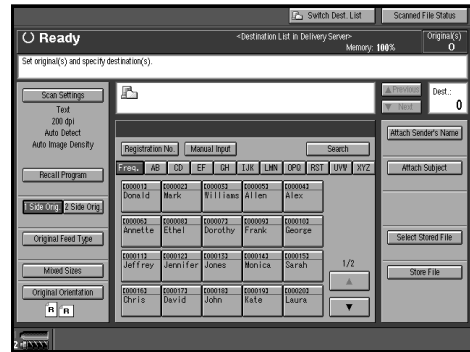 Switch Dest. List
Scanned File Status
Ready
<Destination List in Delivery Server>
Memory: 100%
Original(s)
0
Set original(s) and specify destination(s).
Scan Settings
Text
200 dpi
Auto Detect
Auto Image Density
Recall Program
1 Side Orig. 2 Side Orig.
Original Feed Type
Mixed Sizes
Original Orientation
R R
▲ Previous
▼ Next
Dest.:
0
Registration No. Manual Input Search
Freq. AB CD EF GH IJK LMN OPQ RST UVW XYZ
[00001] [00002] [00003] [00005] [00004]
Donald Mark Williams Allen Alex
[00006] [00008] [00007] [00009] [00010]
Annette Ethel Dorothy Frank George
[00011] [00012] [00013] [00014] [00015]
Jeffrey Jennifer Jones Monica Sarah
[00016] [00017] [00018] [00019] [00020]
Chris David John Kate Laura
1/2
▲
▼
Attach Sender's Name
Attach Subject
Select Stored File
Store File
2